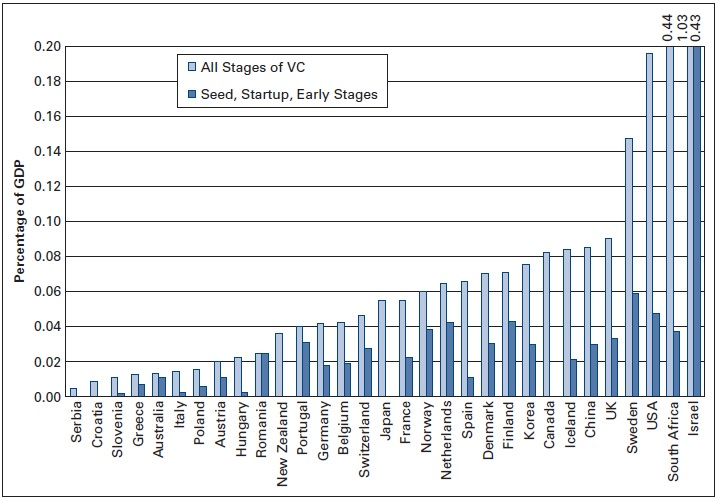 0.44
1.03
0.43
0.20
0.18
0.16
0.14
0.12
0.10
0.08
0.06
0.04
0.02
0.00
Percentage of GDP
All Stages of VC
Seed, Startup, Early Stages
Serbia
Croatia
Slovenia
Greece
Australia
Italy
Poland
Austria
Hungary
Romania
New Zealand
Portugal
Germany
Belgium
Switzerland
Japan
France
Norway
Netherlands
Spain
Denmark
Finland
Korea
Canada
Iceland
China
UK
Sweden
USA
South Africa
Israel